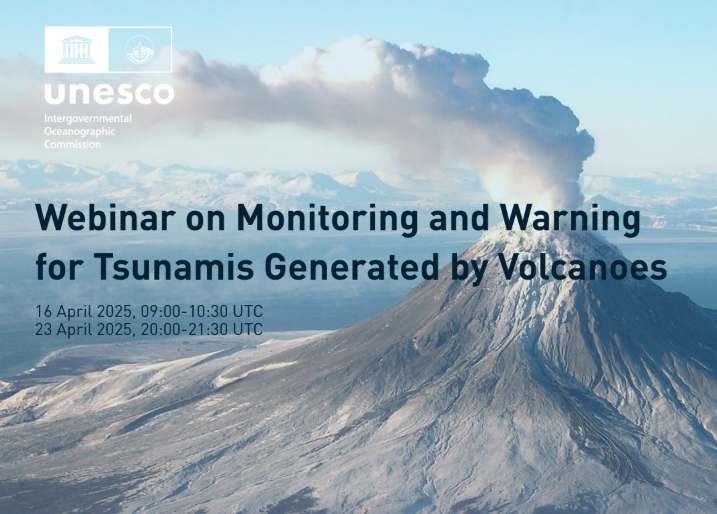 unesco
Intergovernmental
Oceanographic
Commission
Webinar on Monitoring and Warning
for Tsunamis Generated by Volcanoes
16 April 2025, 09:00-10:30 UTC
23 April 2025, 20:00-21:30 UTC